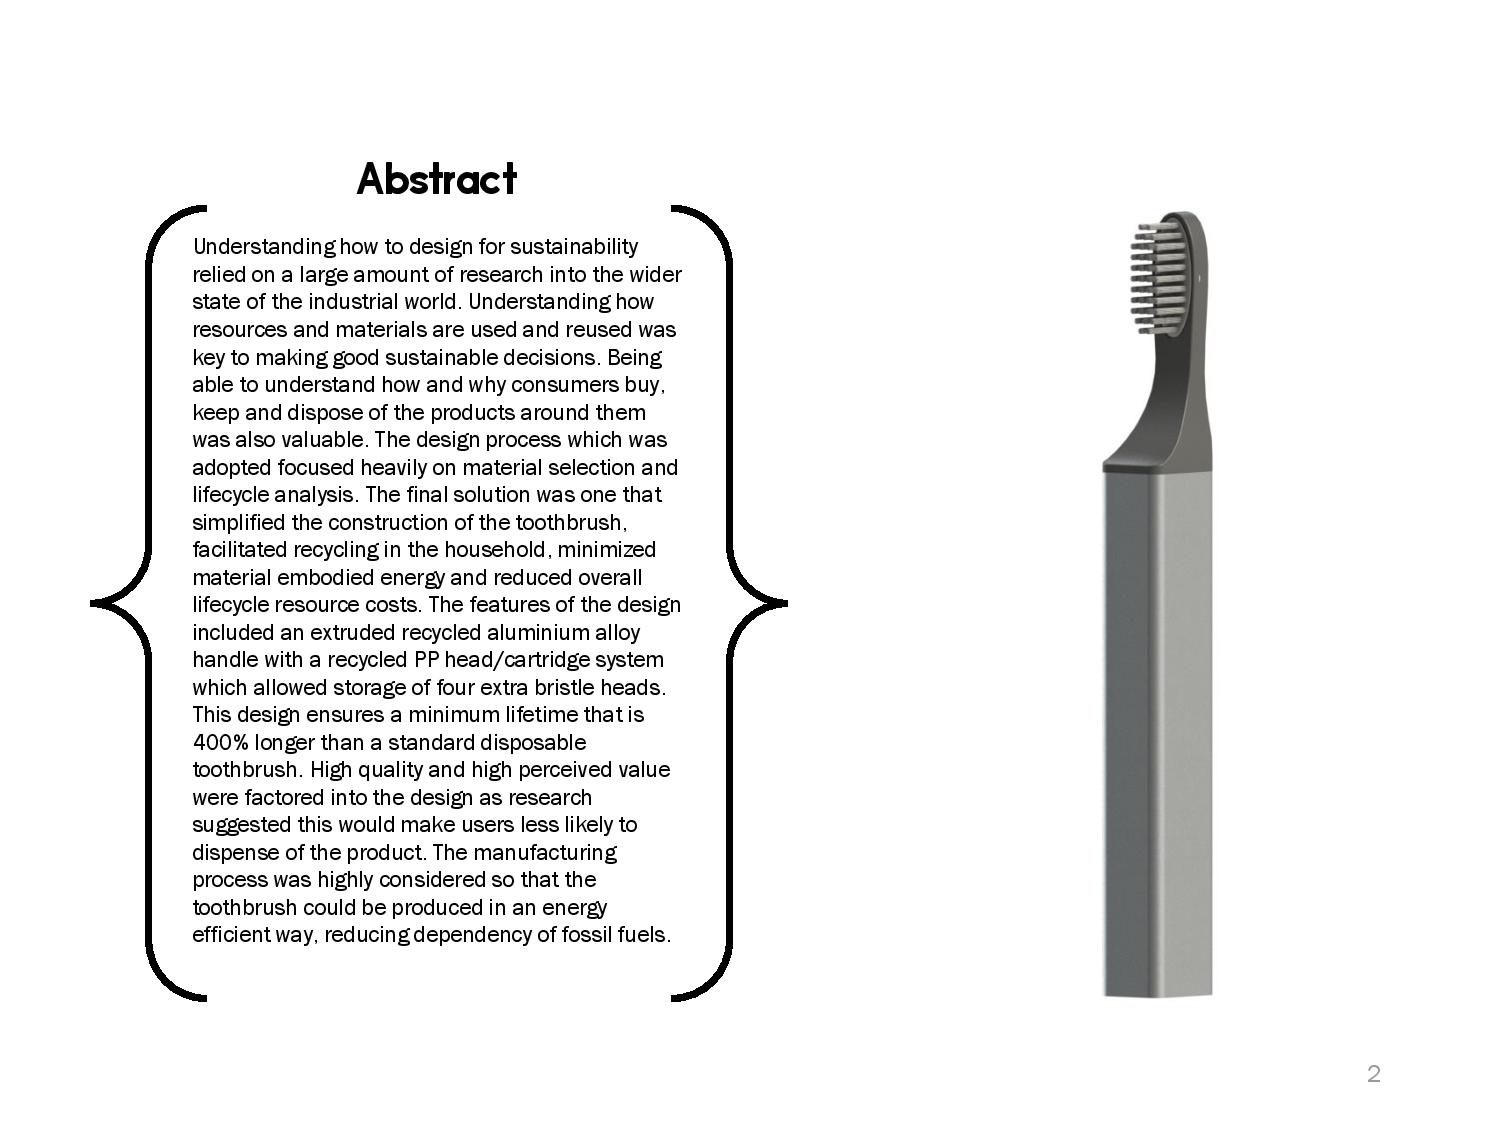 Abstract
Understanding how to design for sustainability
relied on a large amount of research into the wider
state of the industrial world. Understanding how
resources and materials are used and reused was
key to making good sustainable decisions. Being
able to understand how and why consumers buy,
keep and dispose of the products around them
was also valuable. The design process which was
adopted focused heavily on material selection and
lifecycle analysis. The final solution was one that
simplified the construction of the toothbrush,
facilitated recycling in the household, minimized
material embodied energy and reduced overall
lifecycle resource costs. The features of the design
included an extruded recycled aluminium alloy
handle with a recycled PP head/cartridge system
which allowed storage of four extra bristle heads.
This design ensures a minimum lifetime that is
400% longer than a standard disposable
toothbrush. High quality and high perceived value
were factored into the design as research
suggested this would make users less likely to
dispense of the product. The manufacturing
process was highly considered so that the
toothbrush could be produced in an energy
efficient way, reducing dependency of fossil fuels.
2